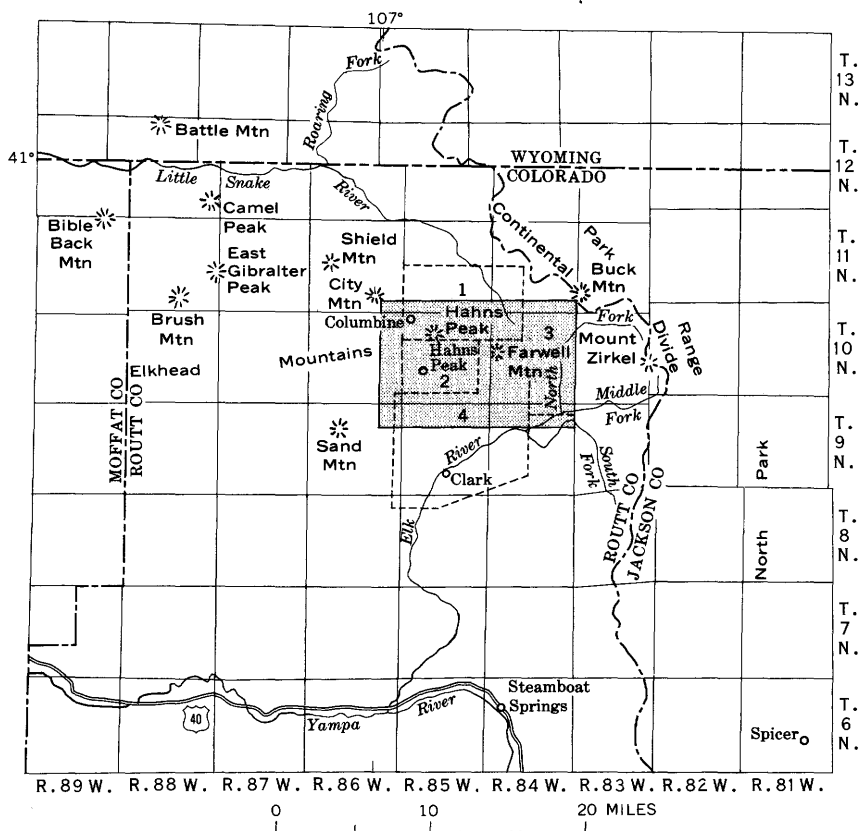 107°
Fork
Roaring
T. 13 N.
Battle Mtn
41°
WYOMING
COLORADO
T. 12 N.
Little Snake River
Camel Peak
Bible Back Mtn
East Gibralter Peak
Shield Mtn
City Mtn
Continental
Park
Buck Mtn
T. 11 N.
1
Brush Mtn
Columbine
Hahns Peak
3
Fork
Mount Zirkel
Range
Divide
T. 10 N.
Mountains
Hahns Peak
2
Farwell Mtn
North
Elkhead
Middle Fork
MOFFAT CO
ROUTT CO
4
Sand Mtn
River
Clark
South Fork
Park
T. 9 N.
ROUTT CO
JACKSON CO
Elk
North
T. 8 N.
T. 7 N.
Steamboat Springs
40
Yampa River
Spicer
T. 6 N.
R.89 W. R.88 W. R.87 W. R.86 W. R.85 W. R.84 W. R.83 W. R.82 W. R.81 W.
0 10 20 MILES